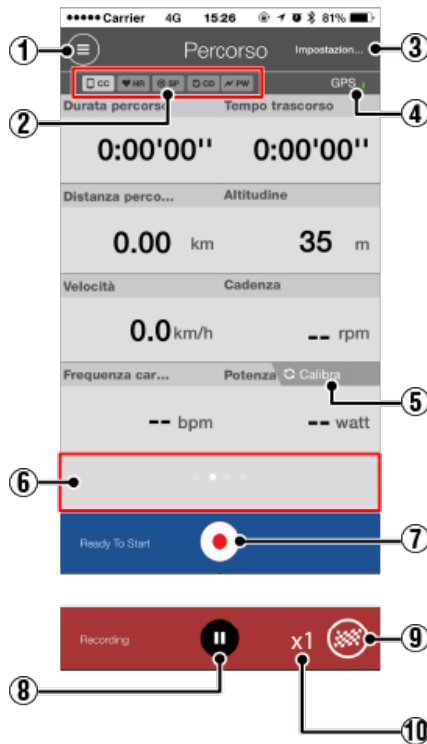 Carrier 4G 15:26 81%
① Percorso Impostazion... ③
CC HR SP CD PW GPS
② ④
Durata percorso Tempo trascorso
0:00'00'' 0:00'00''
Distanza perco... Altitudine
0.00 km 35 m
Velocità Cadenza
0.0 km/h -- rpm
Frequenza car... Potenza Calibra
⑤
-- bpm -- watt
⑥
Ready To Start ⑦
Recording x1 ⑨
⑧ ⑩